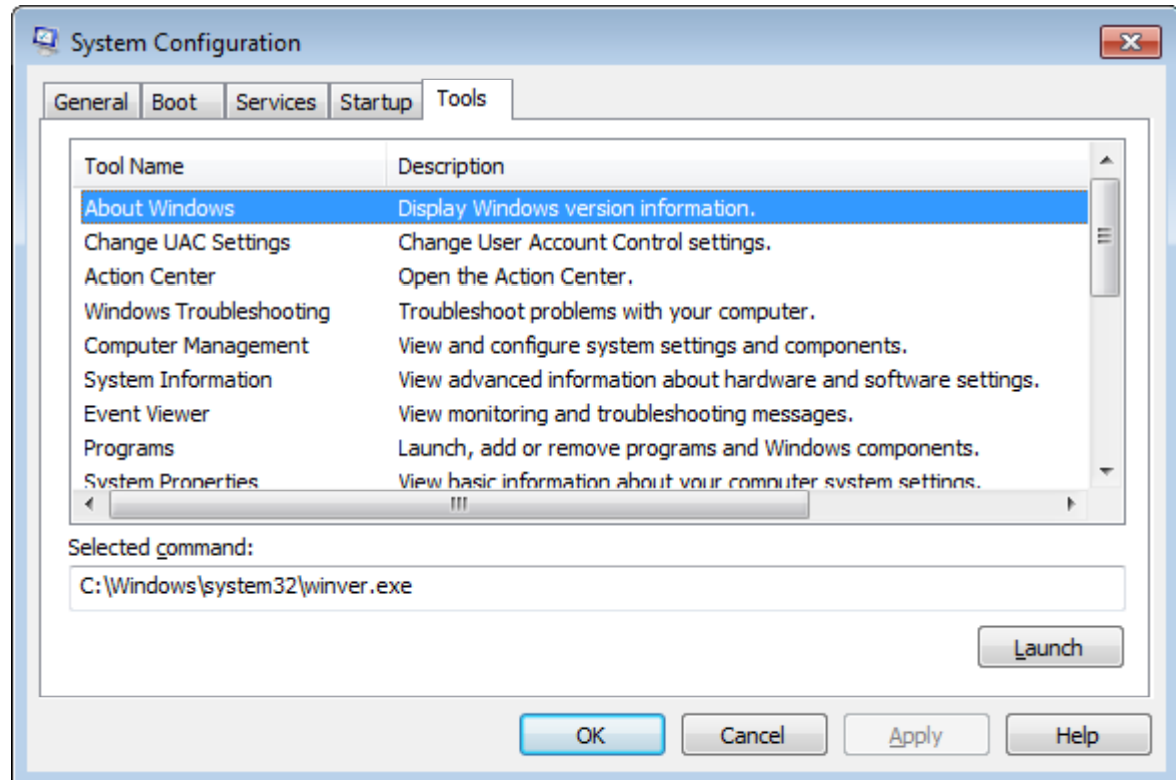 System Configuration
General Boot Services Startup Tools
Tool Name Description
About Windows Display Windows version information.
Change UAC Settings Change User Account Control settings.
Action Center Open the Action Center.
Windows Troubleshooting Troubleshoot problems with your computer.
Computer Management View and configure system settings and components.
System Information View advanced information about hardware and software settings.
Event Viewer View monitoring and troubleshooting messages.
Programs Launch, add or remove programs and Windows components.
System Properties View basic information about your computer system settings.
Selected command:
C:\Windows\system32\winver.exe
Launch
OK Cancel Apply Help